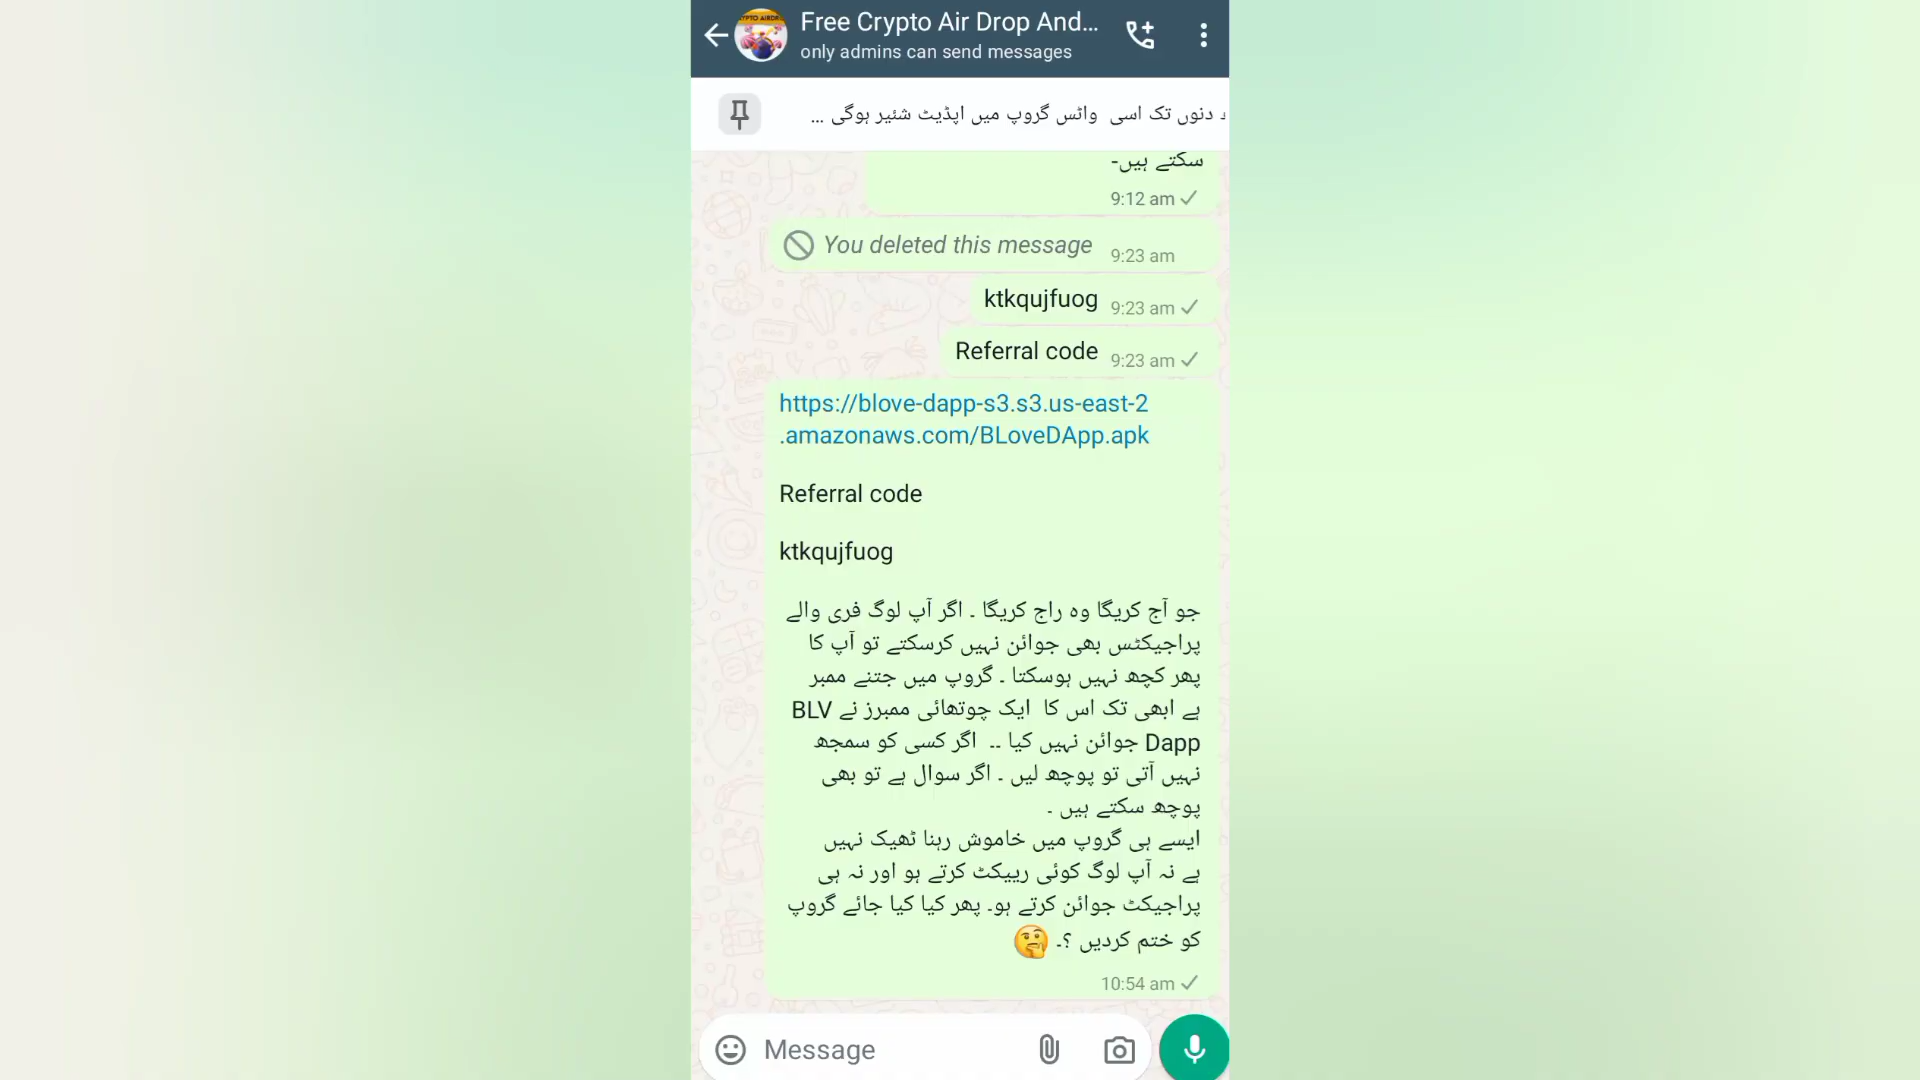 Free Crypto Air Drop And...
only admins can send messages
دنوں تک اسی واٹس گروپ میں اپڈیٹ شئیر ہوگی ...
سکتے ہیں-
9:12 am
You deleted this message 9:23 am
ktkqujfuog 9:23 am
Referral code 9:23 am
https://blove-dapp-s3.s3.us-east-2
.amazonaws.com/BLoveDApp.apk
Referral code
ktkqujfuog
جو آج کریگا وہ راج کریگا ۔ اگر آپ لوگ فری والے
پراجیکٹس بھی جوائن نہیں کرسکتے تو آپ کا
پھر کچھ نہیں ہوسکتا ۔ گروپ میں جتنے ممبر
ہے ابھی تک اس کا ایک چوتھائی ممبرز نے BLV
Dapp جوائن نہیں کیا ۔۔ اگر کسی کو سمجھ
نہیں آتی تو پوچھ لیں ۔ اگر سوال ہے تو بھی
پوچھ سکتے ہیں ۔
ایسے ہی گروپ میں خاموش رہنا ٹھیک نہیں
ہے نہ آپ لوگ کوئی رییکٹ کرتے ہو اور نہ ہی
پراجیکٹ جوائن کرتے ہو۔ پھر کیا کیا جائے گروپ
کو ختم کردیں ؟۔ 🤔
10:54 am
Message